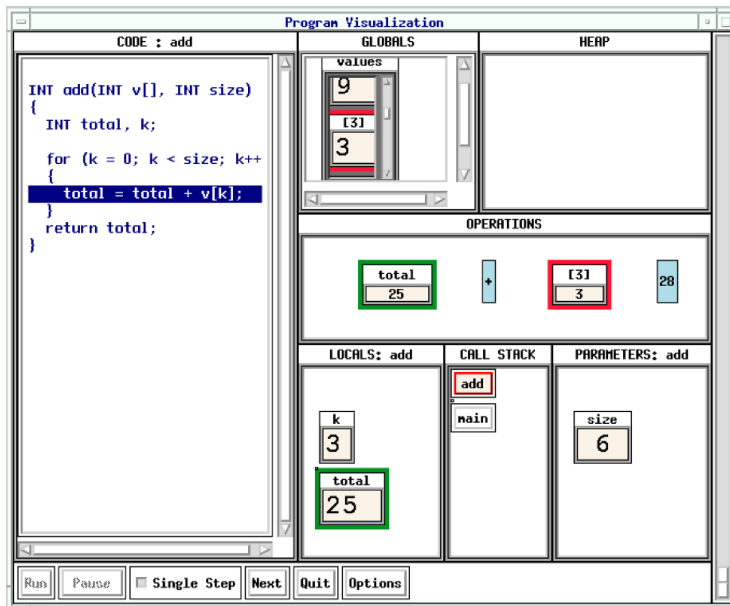 Program Visualization
CODE : add
GLOBALS
HEAP
INT add(INT v[], INT size)
{
INT total, k;
for (k = 0; k < size; k++
{
total = total + v[k];
}
return total;
}
values
9
[3]
3
OPERATIONS
total
25
+
[3]
3
28
LOCALS: add
CALL STACK
PARAMETERS: add
k
3
total
25
add
main
size
6
Run
Pause
Single Step
Next
Quit
Options